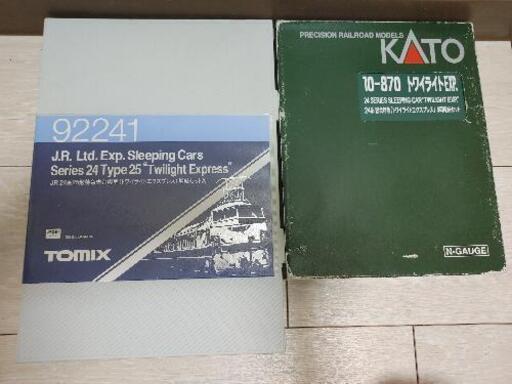 92241
J.R. Ltd. Exp. Sleeping Cars
Series 24 Type 25 "Twilight Express"
TOMIX
PRECISION RAILROAD MODELS
KATO
10-870 トワイライトEXP.
24 SERIES SLEEPING CAR "TWILIGHT EXP."
N-GAUGE